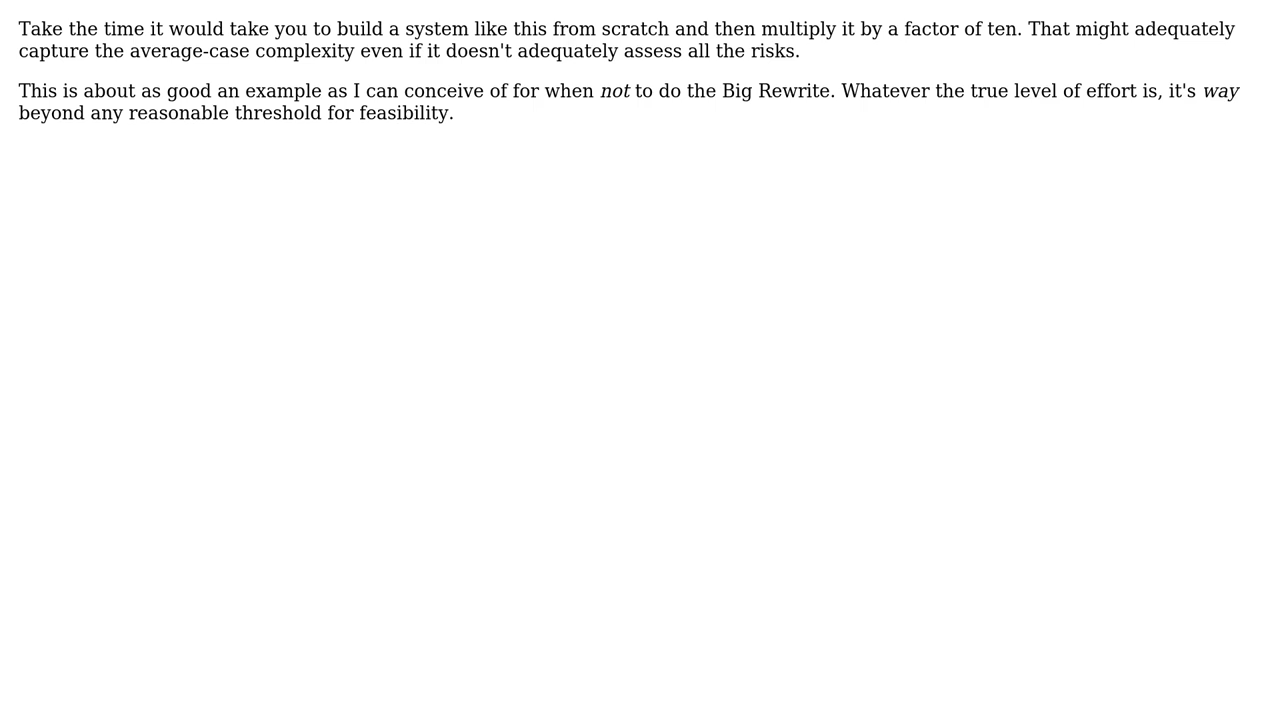 Take the time it would take you to build a system like this from scratch and then multiply it by a factor of ten. That might adequately
capture the average-case complexity even if it doesn't adequately assess all the risks.
This is about as good an example as I can conceive of for when not to do the Big Rewrite. Whatever the true level of effort is, it's way
beyond any reasonable threshold for feasibility.